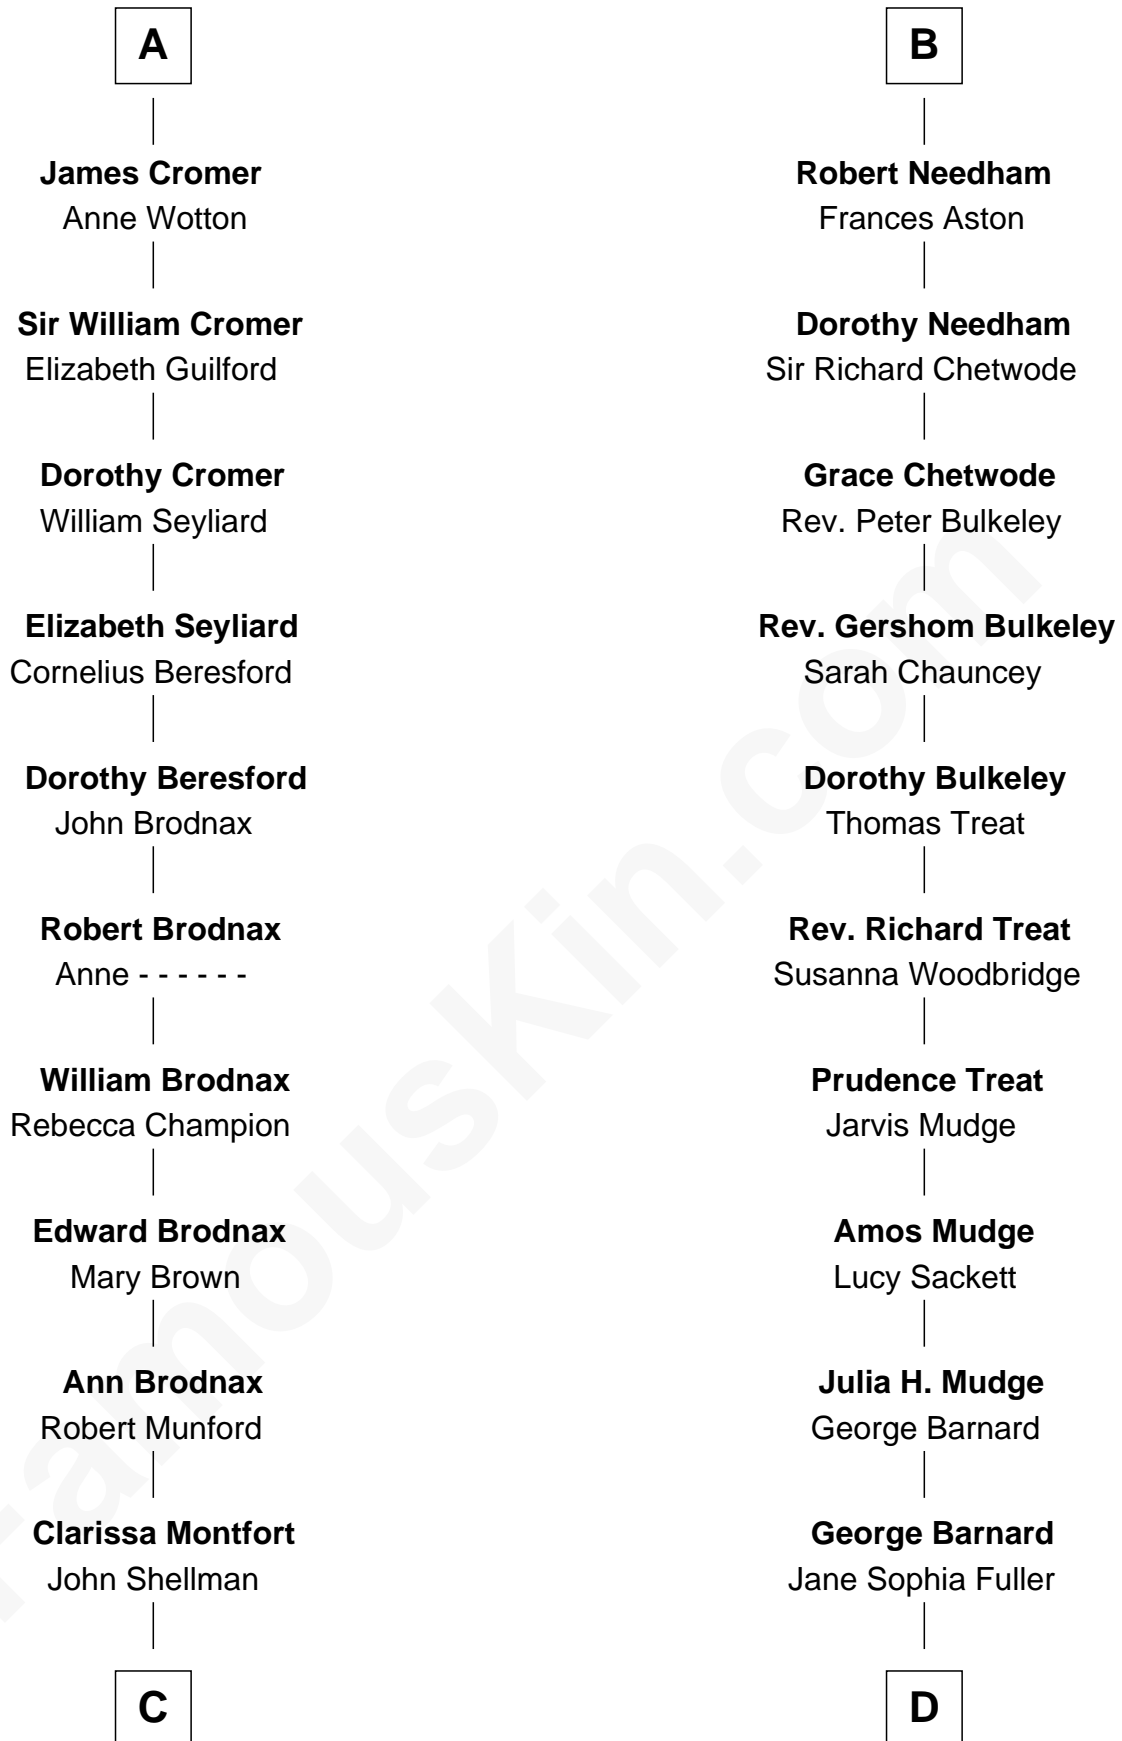 A
James Cromer
Anne Wotton
Sir William Cromer
Elizabeth Guilford
Dorothy Cromer
William Seyliard
Elizabeth Seyliard
Cornelius Beresford
Dorothy Beresford
John Brodnax
Robert Brodnax
Anne - - - - - -
William Brodnax
Rebecca Champion
Edward Brodnax
Mary Brown
Ann Brodnax
Robert Munford
Clarissa Montfort
John Shellman
C
B
Robert Needham
Frances Aston
Dorothy Needham
Sir Richard Chetwode
Grace Chetwode
Rev. Peter Bulkeley
Rev. Gershom Bulkeley
Sarah Chauncey
Dorothy Bulkeley
Thomas Treat
Rev. Richard Treat
Susanna Woodbridge
Prudence Treat
Jarvis Mudge
Amos Mudge
Lucy Sackett
Julia H. Mudge
George Barnard
George Barnard
Jane Sophia Fuller
D
FamousKin.com